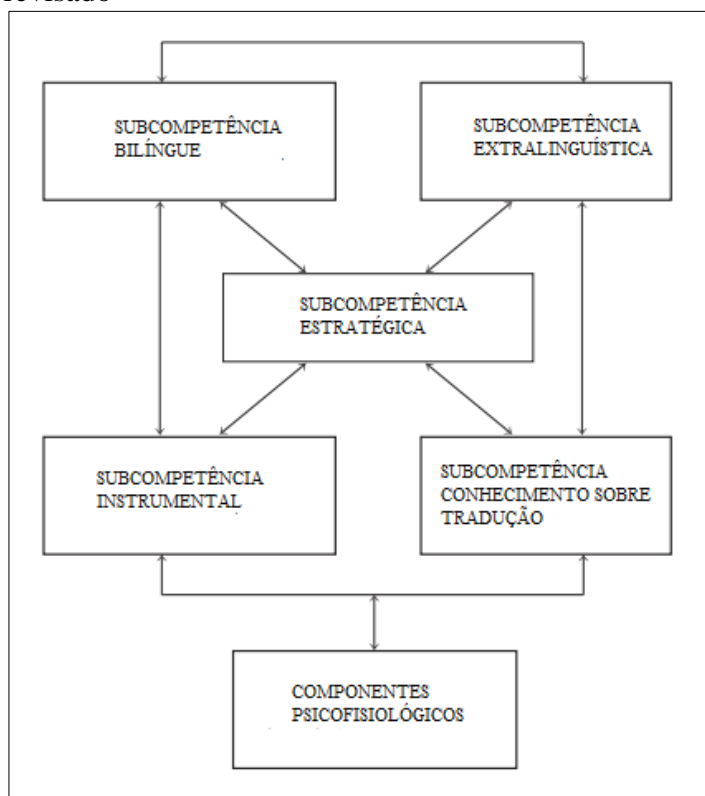 revisado
SUBCOMPETÊNCIA
BILÍNGUE
SUBCOMPETÊNCIA
EXTRALINGUÍSTICA
SUBCOMPETÊNCIA
ESTRATÉGICA
SUBCOMPETÊNCIA
INSTRUMENTAL
SUBCOMPETÊNCIA
CONHECIMENTO SOBRE
TRADUÇÃO
COMPONENTES
PSICOFISIOLÓGICOS